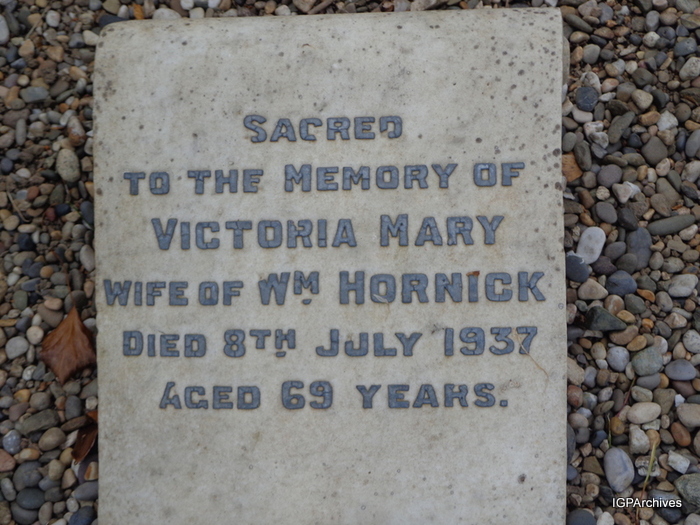 SACRED
TO THE MEMORY OF
VICTORIA MARY
WIFE OF WM HORNICK
DIED 8TH JULY 1937
AGED 69 YEARS.
IGPArchives